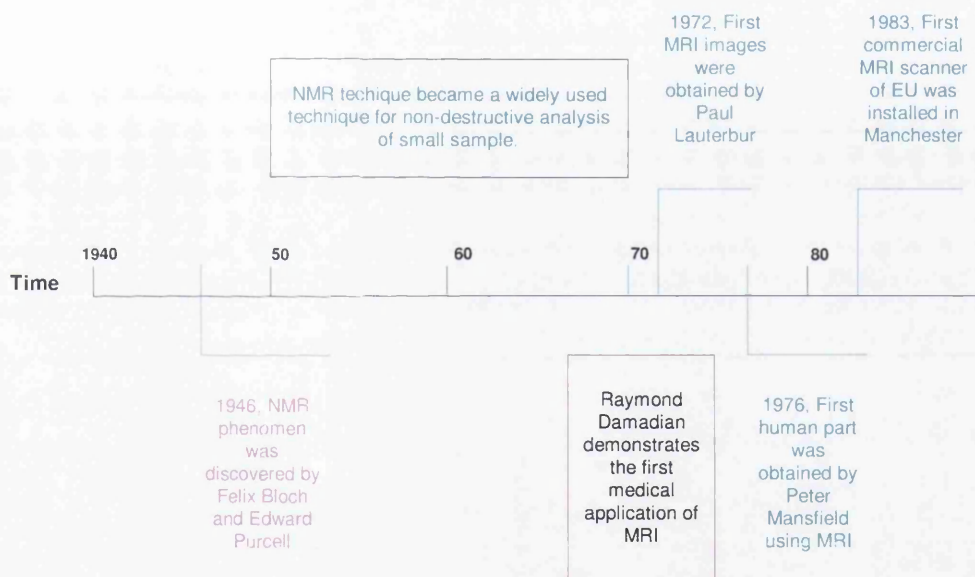 1972, First
MRI images
were
obtained by
Paul
Lauterbur
1983, First
commercial
MRI scanner
of EU was
installed in
Manchester
NMR techique became a widely used
technique for non-destructive analysis
of small sample.
1940
50
60
70
80
Time
1946, NMR
phenomen
was
discovered by
Felix Bloch
and Edward
Purcell
Raymond
Damadian
demonstrates
the first
medical
application of
MRI
1976, First
human part
was
obtained by
Peter
Mansfield
using MRI